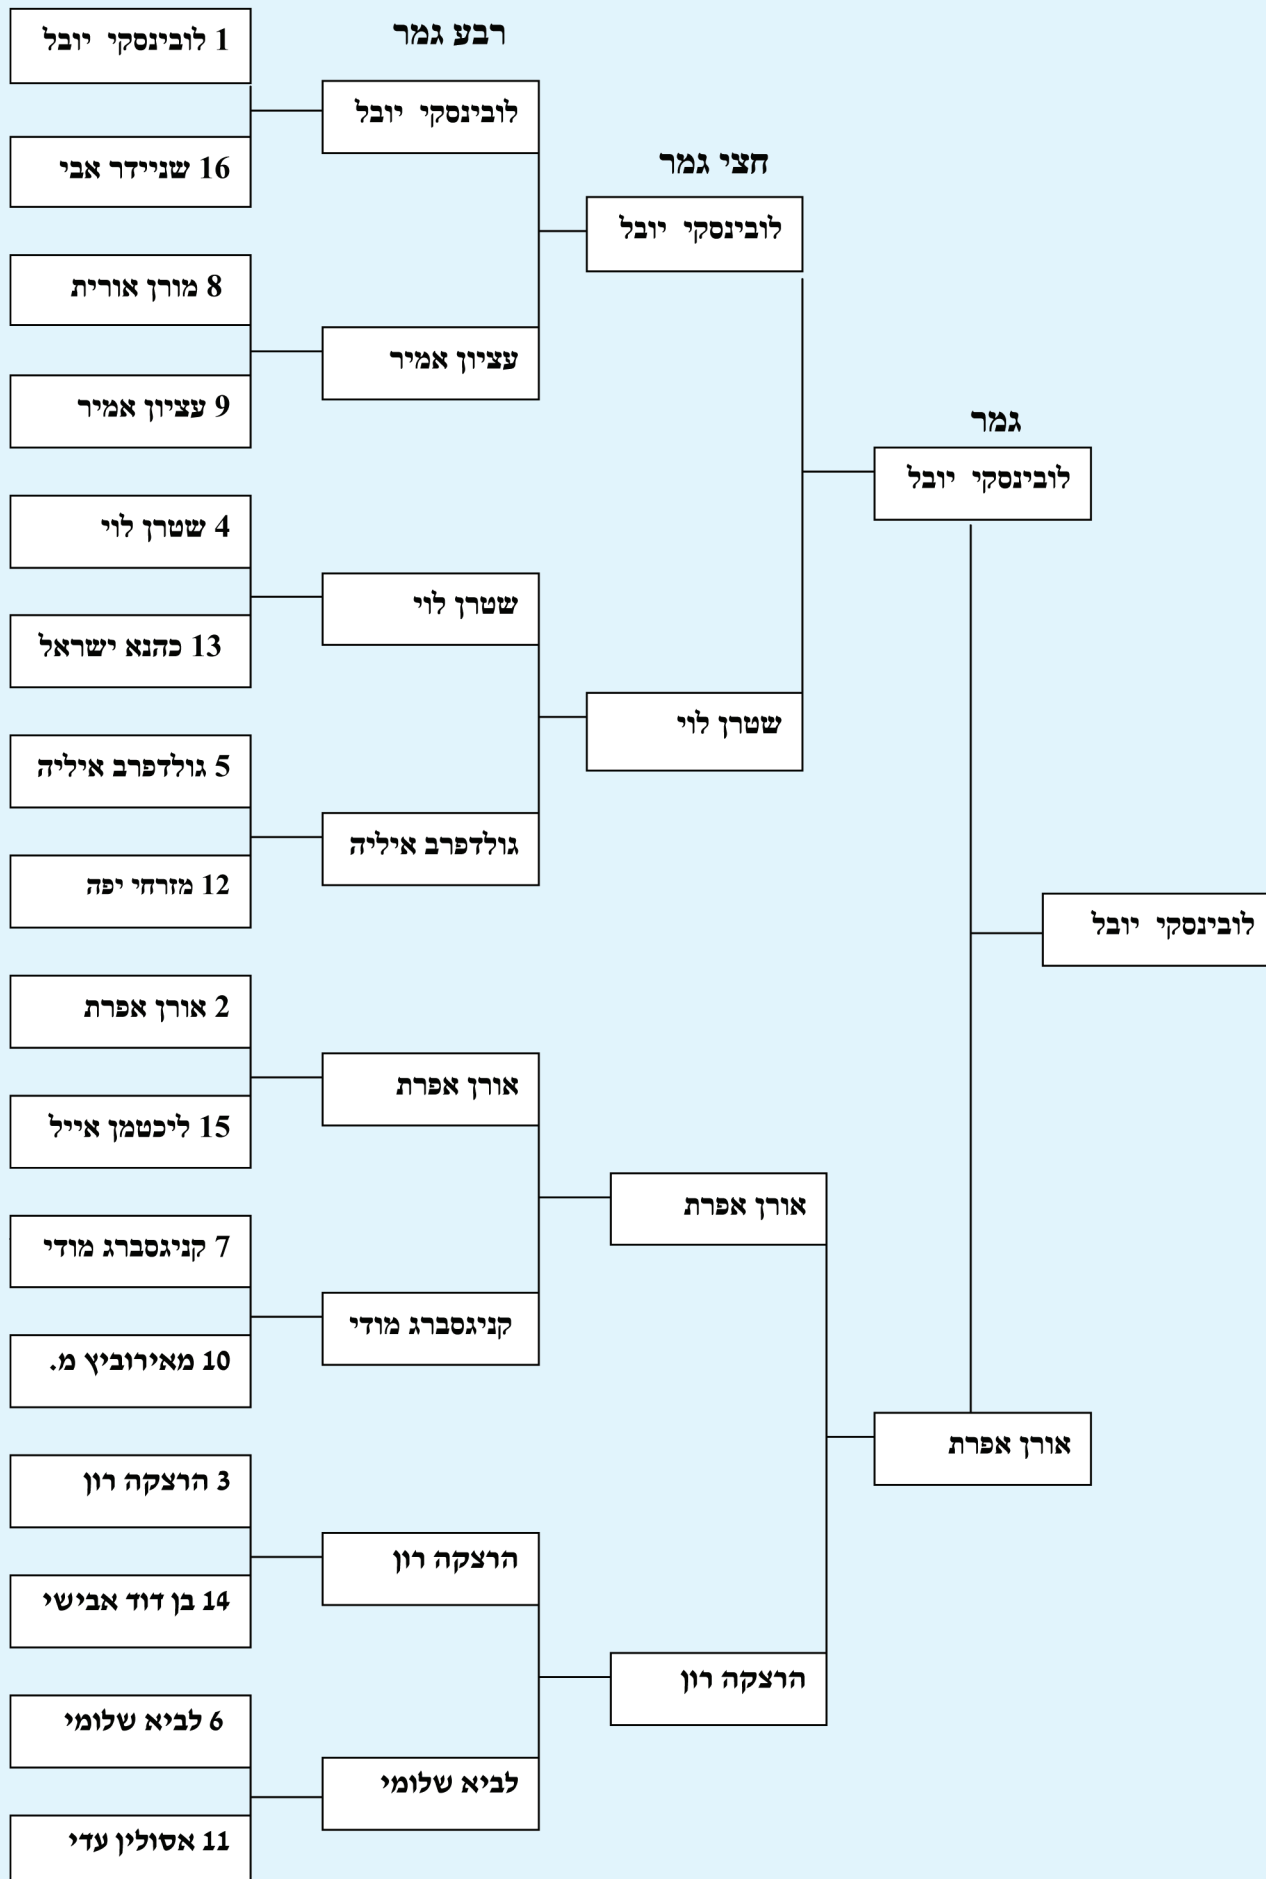 1 לובינסקי יובל
16 שניידר אבי
8 מורן אורית
9 עציון אמיר
4 שטרן לוי
13 כהנא ישראל
5 גולדפרב איליה
12 מזרחי יפה
2 אורן אפרת
15 ליכטמן אייל
7 קניגסברג מודי
10 מאירוביץ מ.
3 הרצקה רון
14 בן דוד אבישי
6 לביא שלומי
11 אסולין עדי
רבע גמר
לובינסקי יובל
עציון אמיר
שטרן לוי
גולדפרב איליה
אורן אפרת
קניגסברג מודי
הרצקה רון
לביא שלומי
חצי גמר
לובינסקי יובל
שטרן לוי
אורן אפרת
הרצקה רון
גמר
לובינסקי יובל
אורן אפרת
לובינסקי יובל